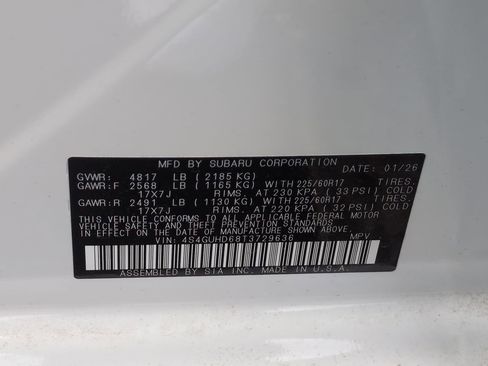 MFD BY SUBARU CORPORATION DATE: 01/26
GVWR: 4817 LB (2185 KG)
GAWR:F 2568 LB (1165 KG) WITH 225/60R17 TIRES,
17X7J RIMS, AT 230 KPA (33 PSI) COLD
GAWR:R 2491 LB (1130 KG) WITH 225/60R17 TIRES,
17X7J RIMS, AT 220 KPA (32 PSI) COLD
THIS VEHICLE CONFORMS TO ALL APPLICABLE FEDERAL MOTOR
VEHICLE SAFETY AND THEFT PREVENTION STANDARDS IN EFFECT
ON THE DATE OF MANUFACTURE SHOWN ABOVE.
VIN: 4S4GUHD68T3729636 MPV
ASSEMBLED BY SIA INC. MADE IN U.S.A.